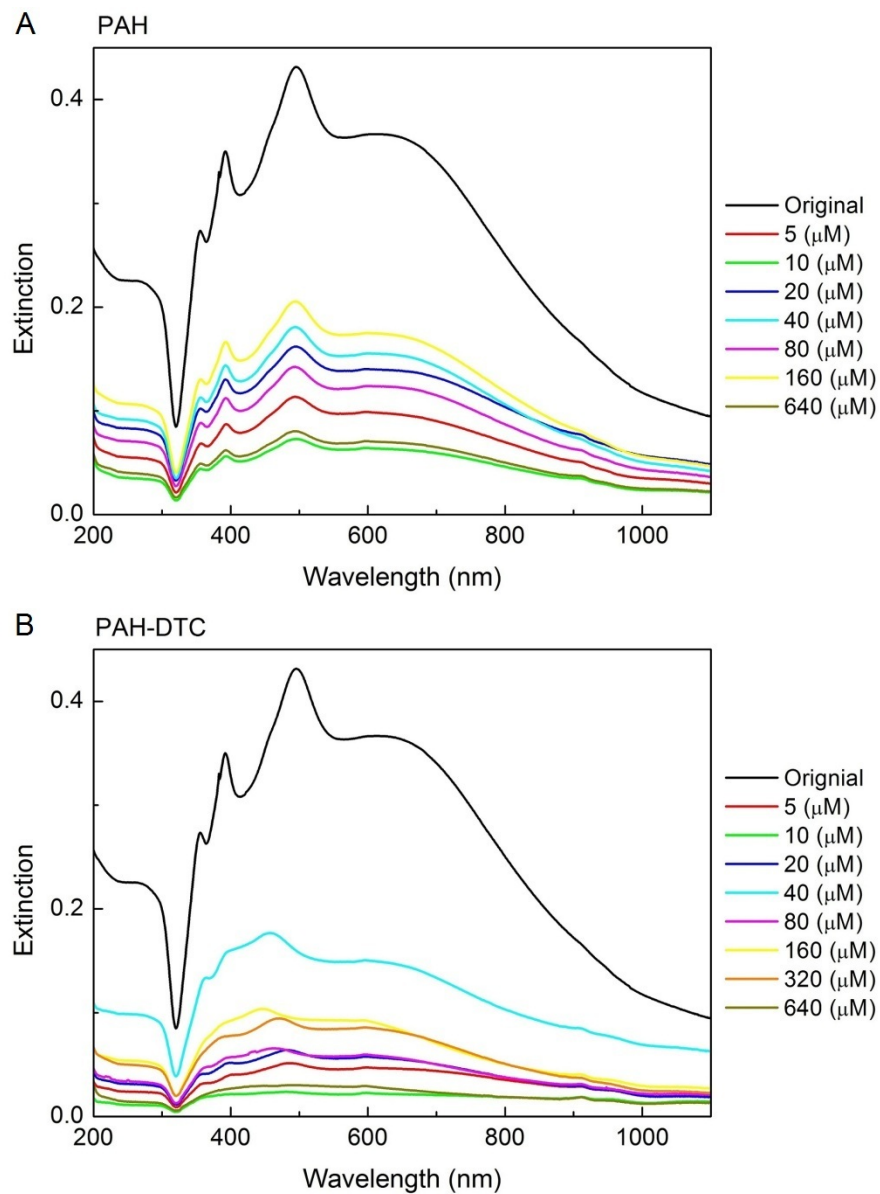 A PAH
0.4
0.2
0.0
Extinction
200 400 600 800 1000
Wavelength (nm)
Original
5 (μM)
10 (μM)
20 (μM)
40 (μM)
80 (μM)
160 (μM)
640 (μM)
B PAH-DTC
0.4
0.2
0.0
Extinction
200 400 600 800 1000
Wavelength (nm)
Orignial
5 (μM)
10 (μM)
20 (μM)
40 (μM)
80 (μM)
160 (μM)
320 (μM)
640 (μM)